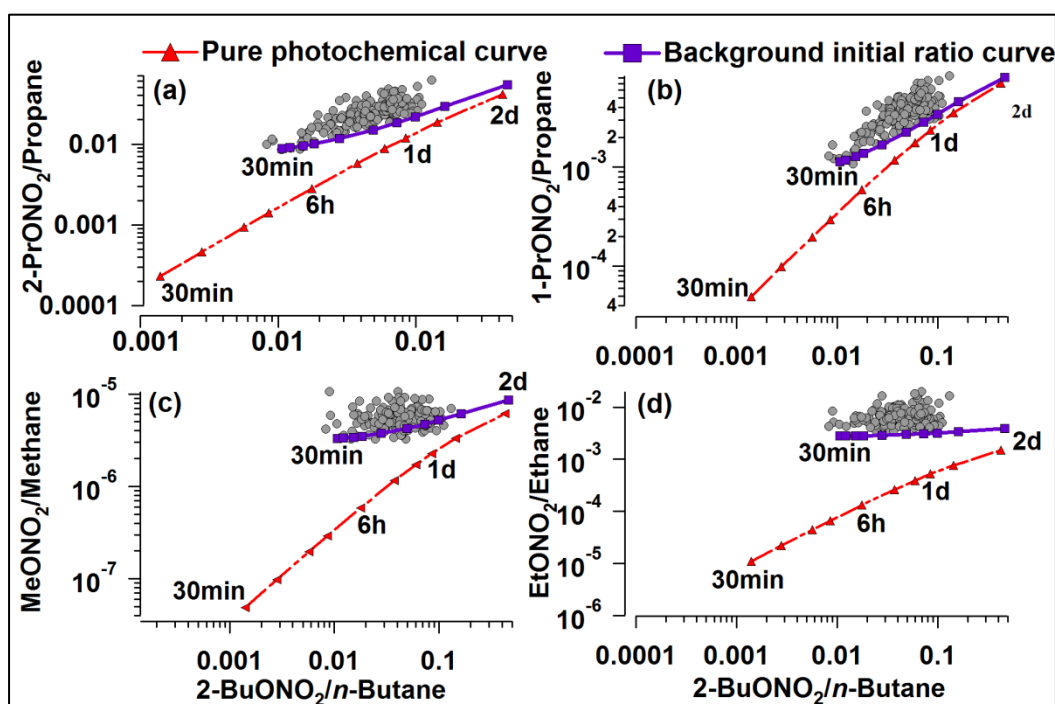 Pure photochemical curve
Background initial ratio curve
(a)
2-PrONO2/Propane
0.01
0.001
0.0001
30min
2d
1d
6h
30min
0.001
0.01
0.01
(b)
1-PrONO2/Propane
4
2
10-3
4
2
10-4
4
30min
2d
1d
6h
30min
0.0001
0.001
0.01
0.1
(c)
MeONO2/Methane
10-5
10-6
10-7
2d
30min
1d
6h
30min
0.001
0.01
0.1
2-BuONO2/n-Butane
(d)
EtONO2/Ethane
10-2
10-3
10-4
10-5
10-6
30min
2d
1d
6h
30min
0.0001
0.001
0.01
0.1
2-BuONO2/n-Butane